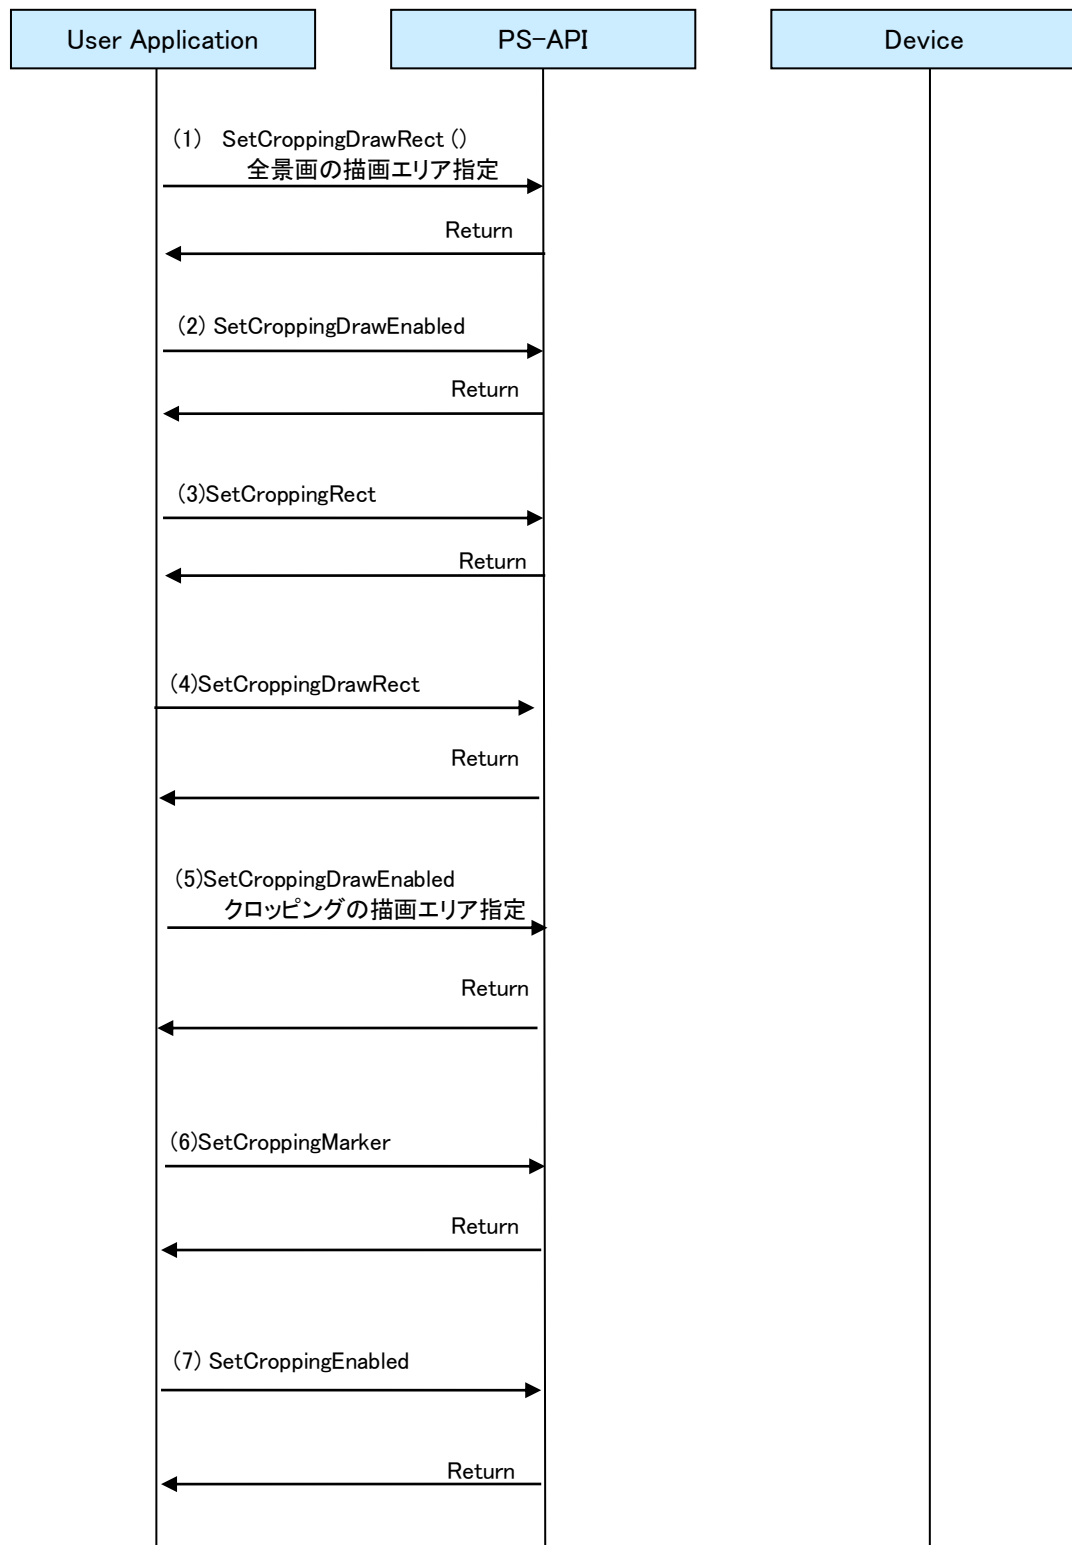 User Application
PS-API
Device
(1) SetCroppingDrawRect ()
全景画の描画エリア指定
Return
(2) SetCroppingDrawEnabled
Return
(3)SetCroppingRect
Return
(4)SetCroppingDrawRect
Return
(5)SetCroppingDrawEnabled
クロッピングの描画エリア指定
Return
(6)SetCroppingMarker
Return
(7) SetCroppingEnabled
Return